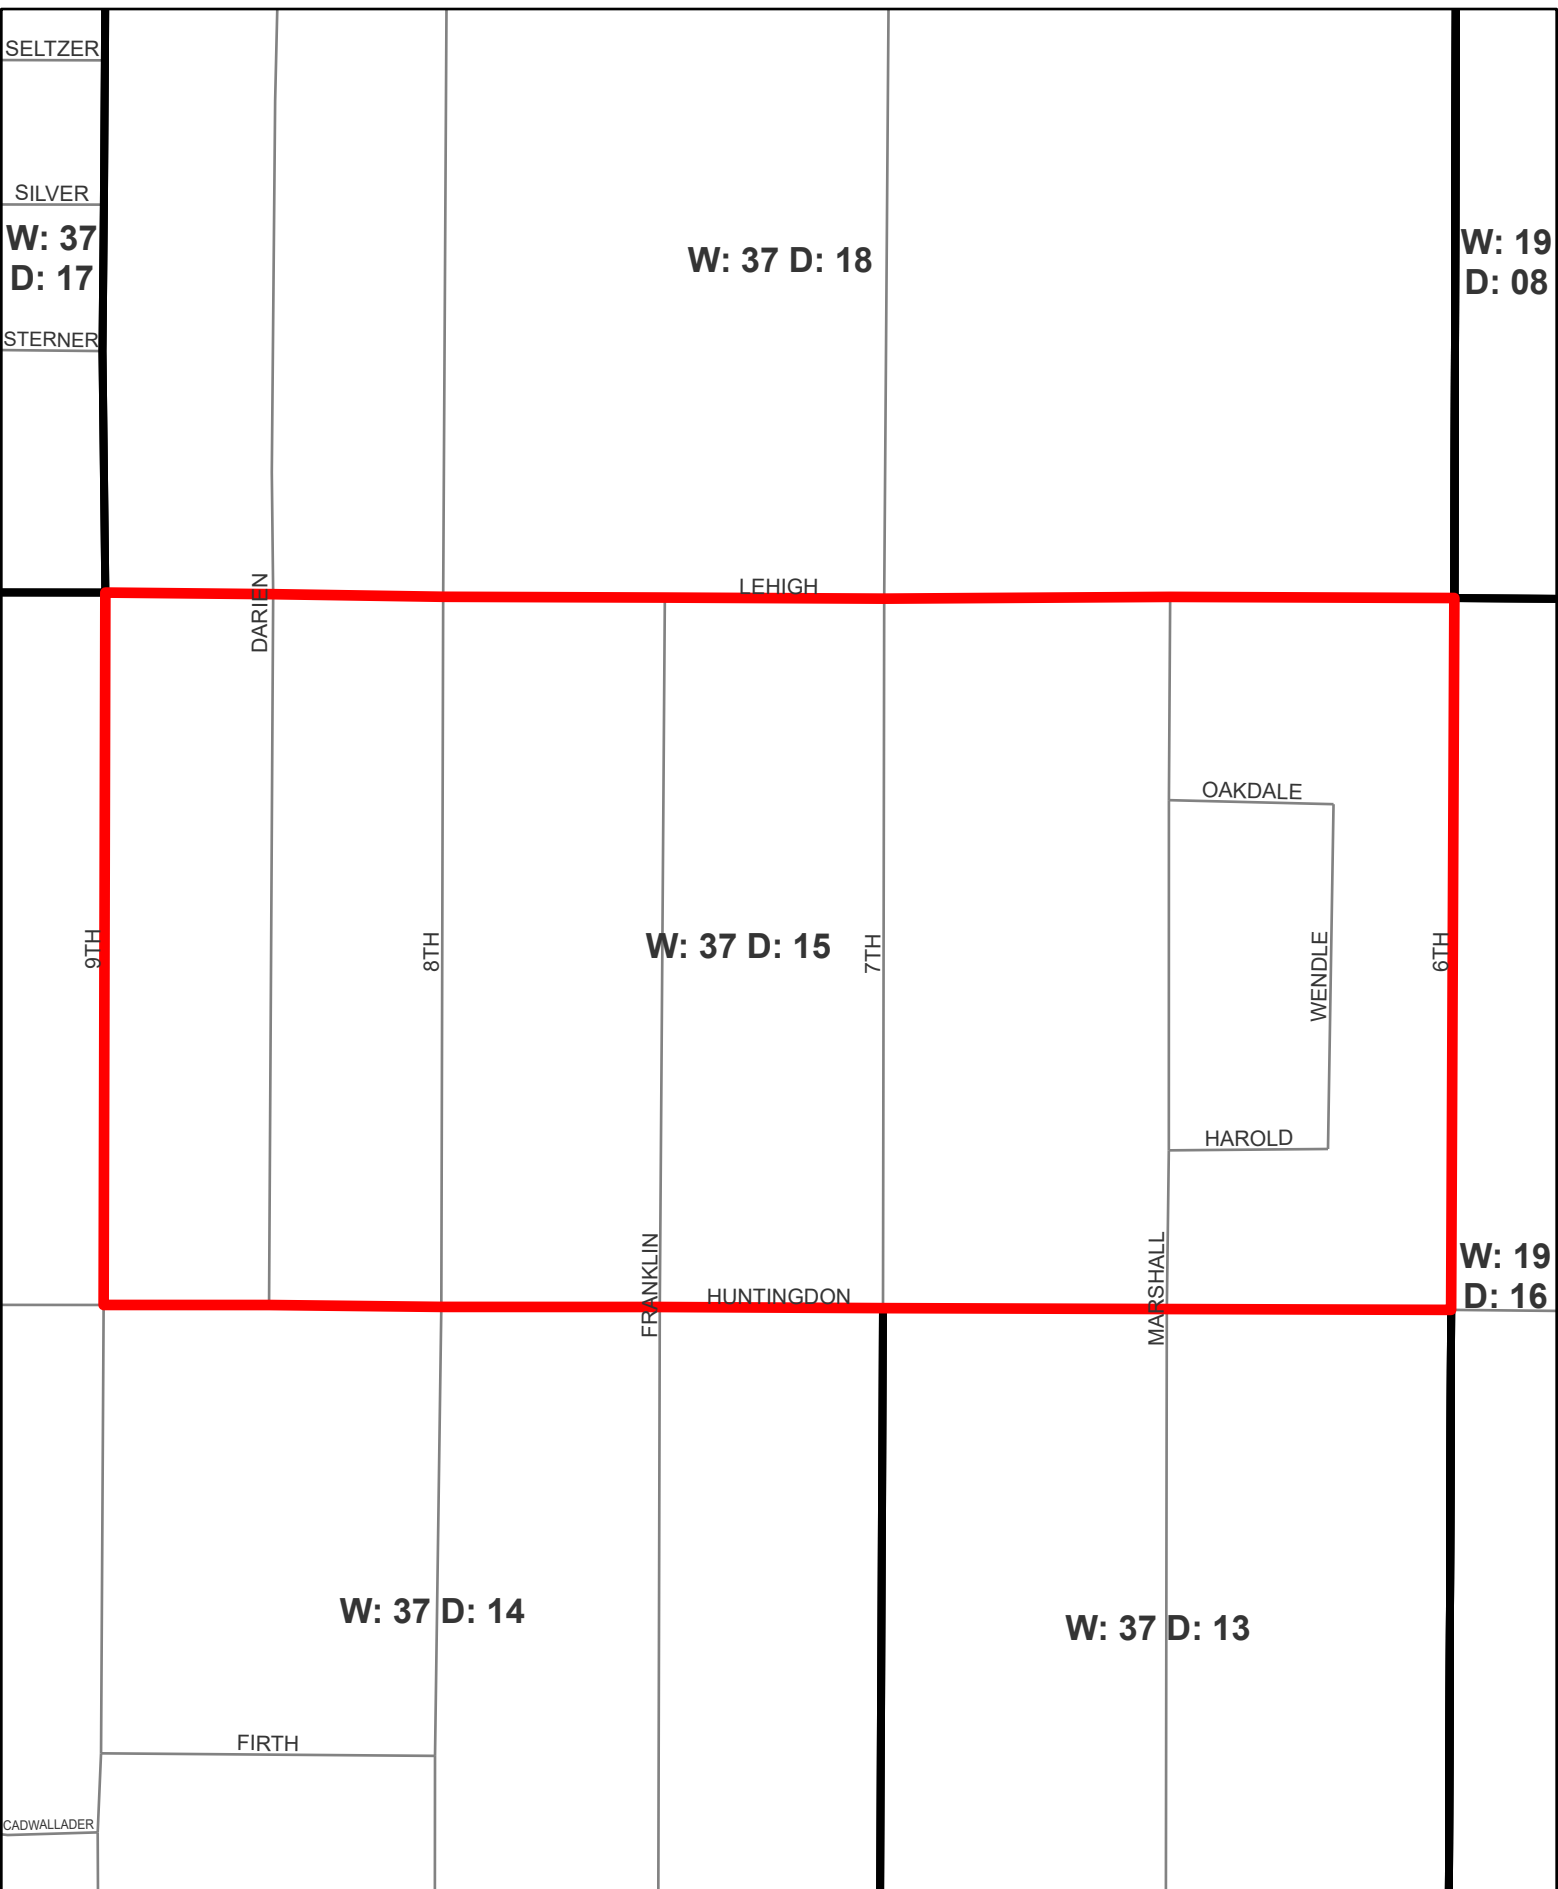 SELTZER
SILVER
W: 37
D: 17
W: 37 D: 18
W: 19
D: 08
STERNER
DARIEN
LEHIGH
OAKDALE
9TH
8TH
W: 37 D: 15
7TH
WENDLE
6TH
HAROLD
FRANKLIN
HUNTINGDON
MARSHALL
W: 19
D: 16
W: 37 D: 14
W: 37 D: 13
FIRTH
CADWALLADER